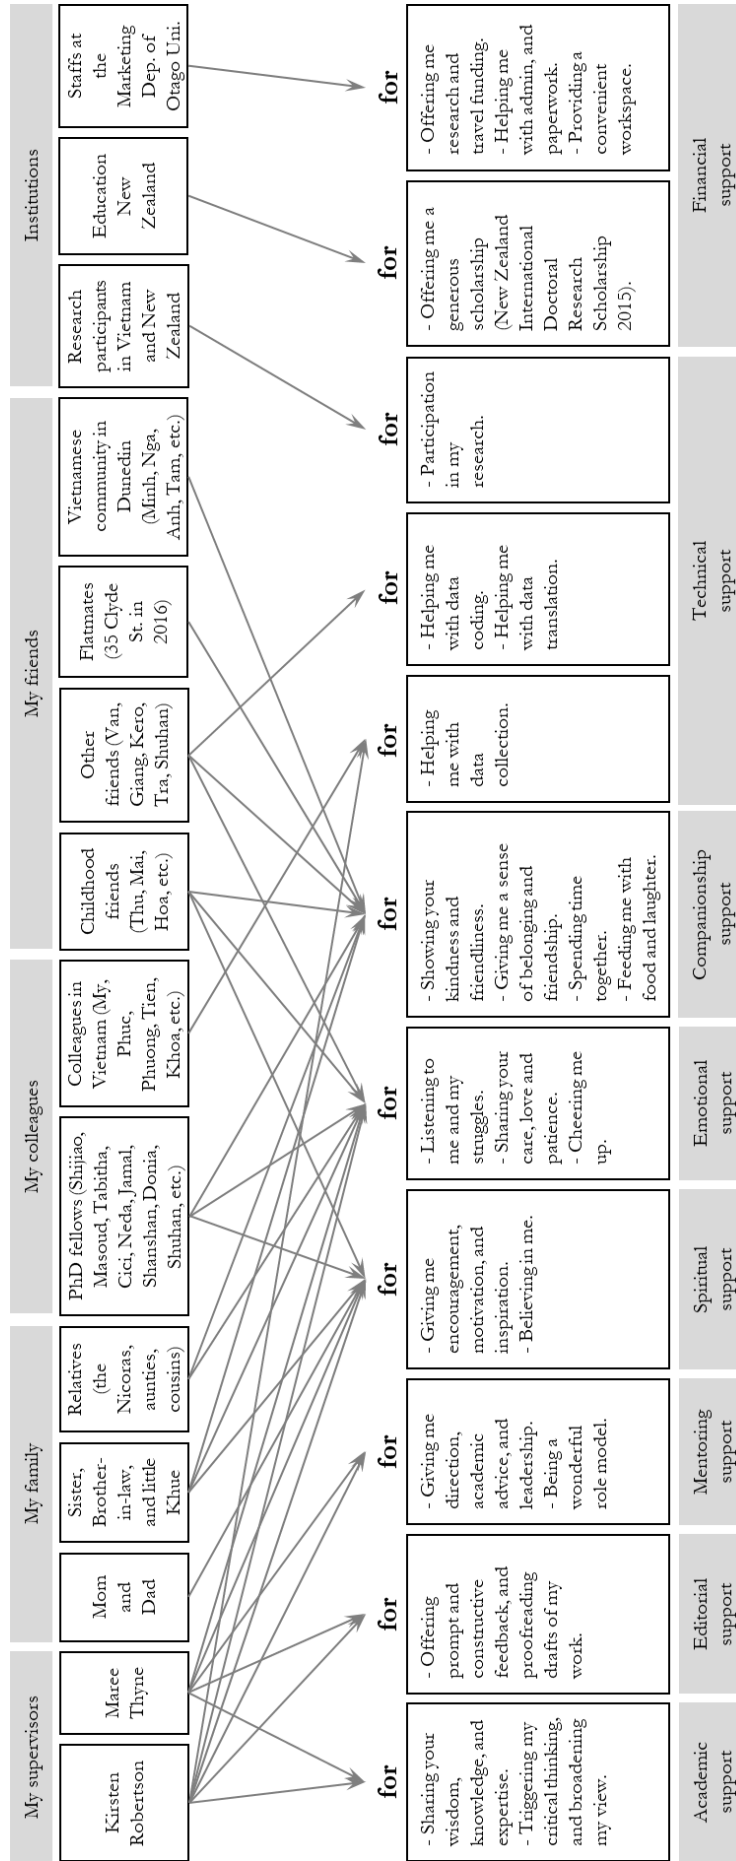 My supervisors
My family
My colleagues
My friends
Institutions
Kirsten
Robertson
Maree
Thyne
Mom
and
Dad
Sister,
Brother-
in-law,
and little
Khue
Relatives
(the
Nicoras,
aunties,
cousins)
PhD fellows (Shijiao,
Masoud, Tabitha,
Cici, Neda, Jamal,
Shanshan, Donia,
Shuhan, etc.)
Colleagues in
Vietnam (My,
Phuc,
Phuong, Tien,
Khoa, etc.)
Childhood
friends
(Thu, Mai,
Hoa, etc.)
Other
friends (Van,
Giang, Kero,
Tra, Shuhan)
Flatmates
(35 Clyde
St. in
2016)
Vietnamese
community in
Dunedin
(Minh, Nga,
Anh, Tam, etc.)
Research
participants
in Vietnam
and New
Zealand
Education
New
Zealand
Staffs at
the
Marketing
Dep. of
Otago Uni.
for
for
for
for
for
for
for
for
for
for
for
- Sharing your
wisdom,
knowledge, and
expertise.
- Triggering my
critical thinking,
and broadening
my view.
- Offering
prompt and
constructive
feedback, and
proofreading
drafts of my
work.
- Giving me
direction,
academic
advice, and
leadership.
- Being a
wonderful
role model.
- Giving me
encouragement,
motivation, and
inspiration.
- Believing in me.
- Listening to
me and my
struggles.
- Sharing your
care, love and
patience.
- Cheering me
up.
- Showing your
kindness and
friendliness.
- Giving me a sense
of belonging and
friendship.
- Spending time
together.
- Feeding me with
food and laughter.
- Helping
me with
data
collection.
- Helping me
with data
coding.
- Helping me
with data
translation.
- Participation
in my
research.
- Offering me a
generous
scholarship
(New Zealand
International
Doctoral
Research
Scholarship
2015).
- Offering me
research and
travel funding.
- Helping me
with admin, and
paperwork.
- Providing a
convenient
workspace.
Academic
support
Editorial
support
Mentoring
support
Spiritual
support
Emotional
support
Companionship
support
Technical
support
Financial
support